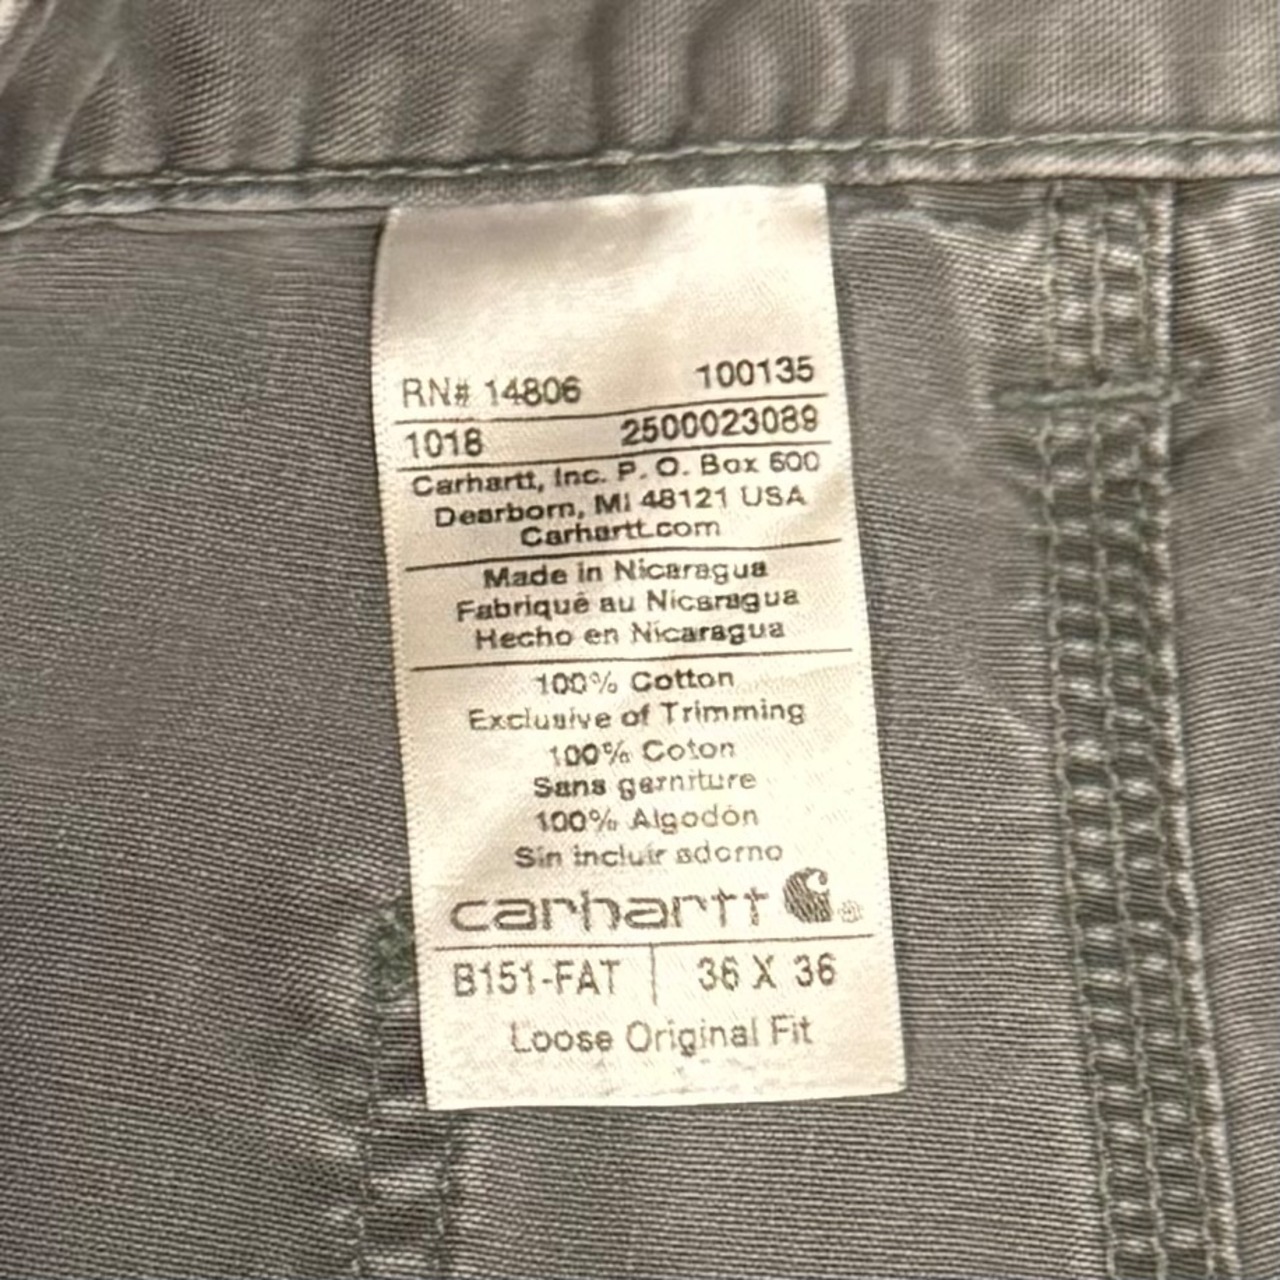 RN# 14806 100135
1018 2500023089
Carhartt, Inc. P. O. Box 600
Dearborn, MI 48121 USA
Carhartt.com
Made in Nicaragua
Fabriqué au Nicaragua
Hecho en Nicaragua
100% Cotton
Exclusive of Trimming
100% Coton
Sans garniture
100% Algodón
Sin incluir adorno
carhartt ®
B151-FAT 36 X 36
Loose Original Fit